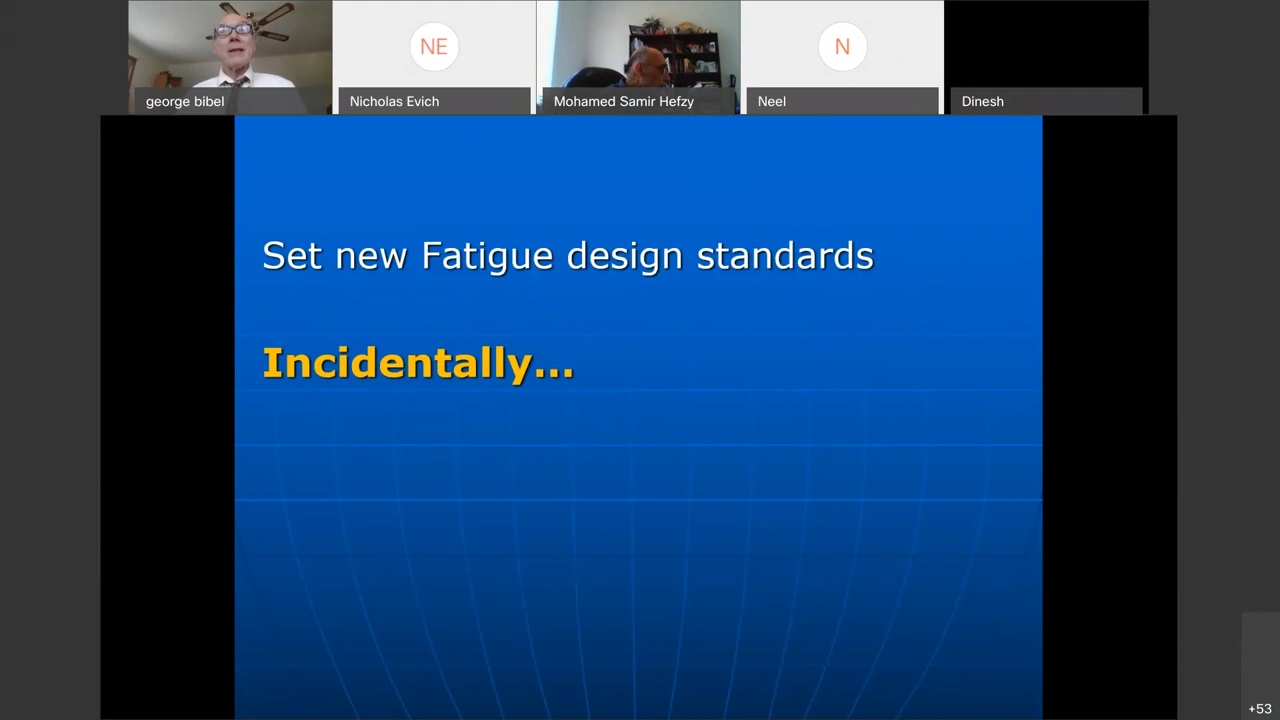 NE
N
george bibel
Nicholas Evich
Mohamed Samir Hefzy
Neel
Dinesh
Set new Fatigue design standards
Incidentally...
+53